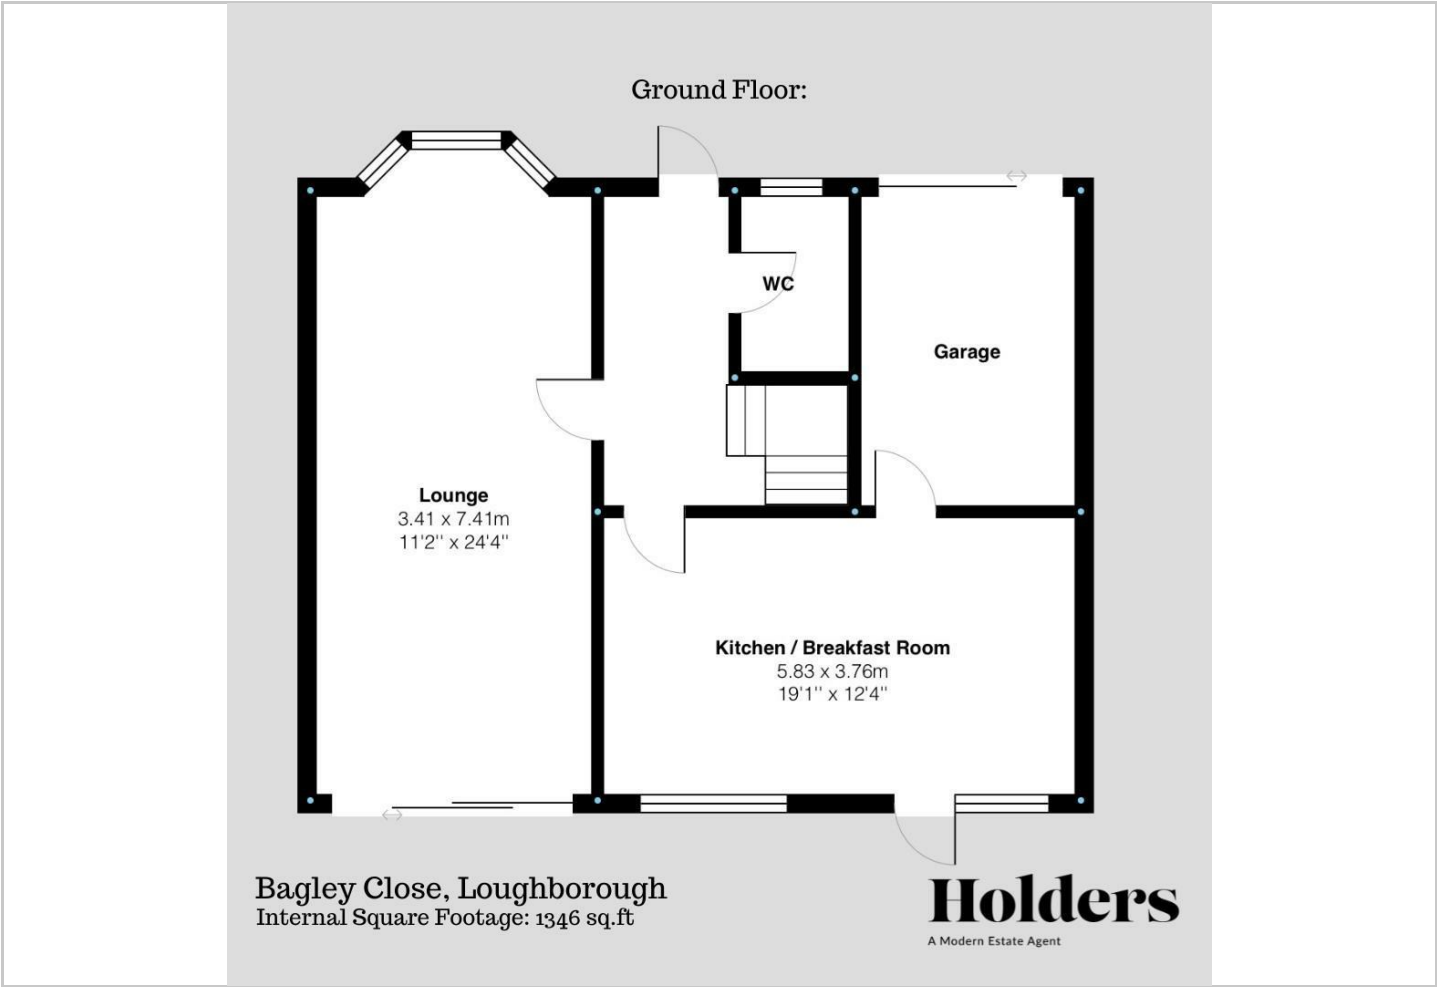 Ground Floor:
WC
Garage
Lounge
3.41 x 7.41m
11'2'' x 24'4''
Kitchen / Breakfast Room
5.83 x 3.76m
19'1'' x 12'4''
Bagley Close, Loughborough
Internal Square Footage: 1346 sq.ft
Holders
A Modern Estate Agent